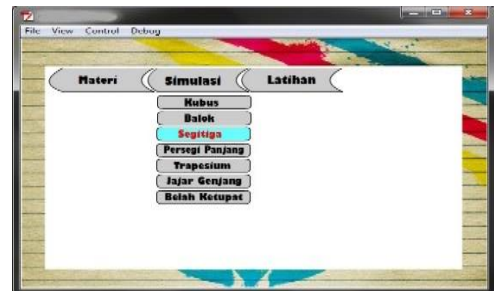 File View Control Debug
Materi Simulasi Latihan
Kubus
Balok
Segitiga
Persegi Panjang
Trapesium
Jajar Genjang
Belah Ketupat